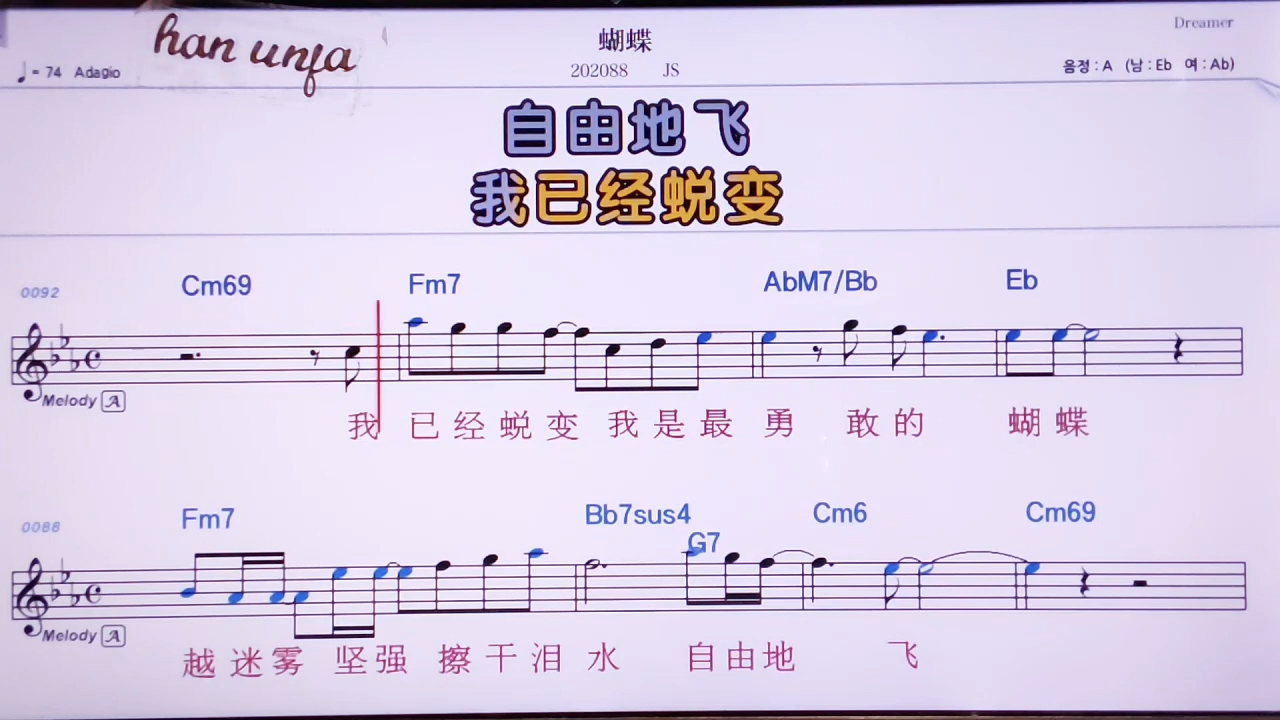 han unfa
蝴蝶
Dreamer
♩= 74 Adagio
202088 JS
음정 : A (남 : Eb 여 : Ab)
自由地飞
我已经蜕变
0092 Cm69 Fm7 AbM7/Bb Eb
Melody A
我 已经蜕变 我是最 勇 敢的 蝴蝶
0088 Fm7 Bb7sus4 G7 Cm6 Cm69
Melody A
越迷雾 坚强 擦干泪 水 自由地 飞